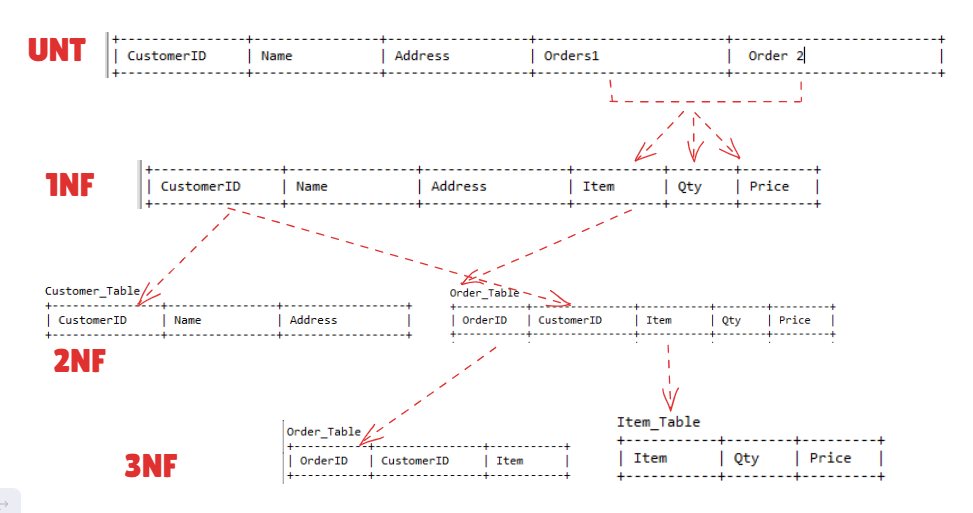 UNT
CustomerID Name Address Orders1 Order 2
1NF
CustomerID Name Address Item Qty Price
Customer_Table
CustomerID Name Address
Order_Table
OrderID CustomerID Item Qty Price
2NF
Order_Table
OrderID CustomerID Item
Item_Table
Item Qty Price
3NF